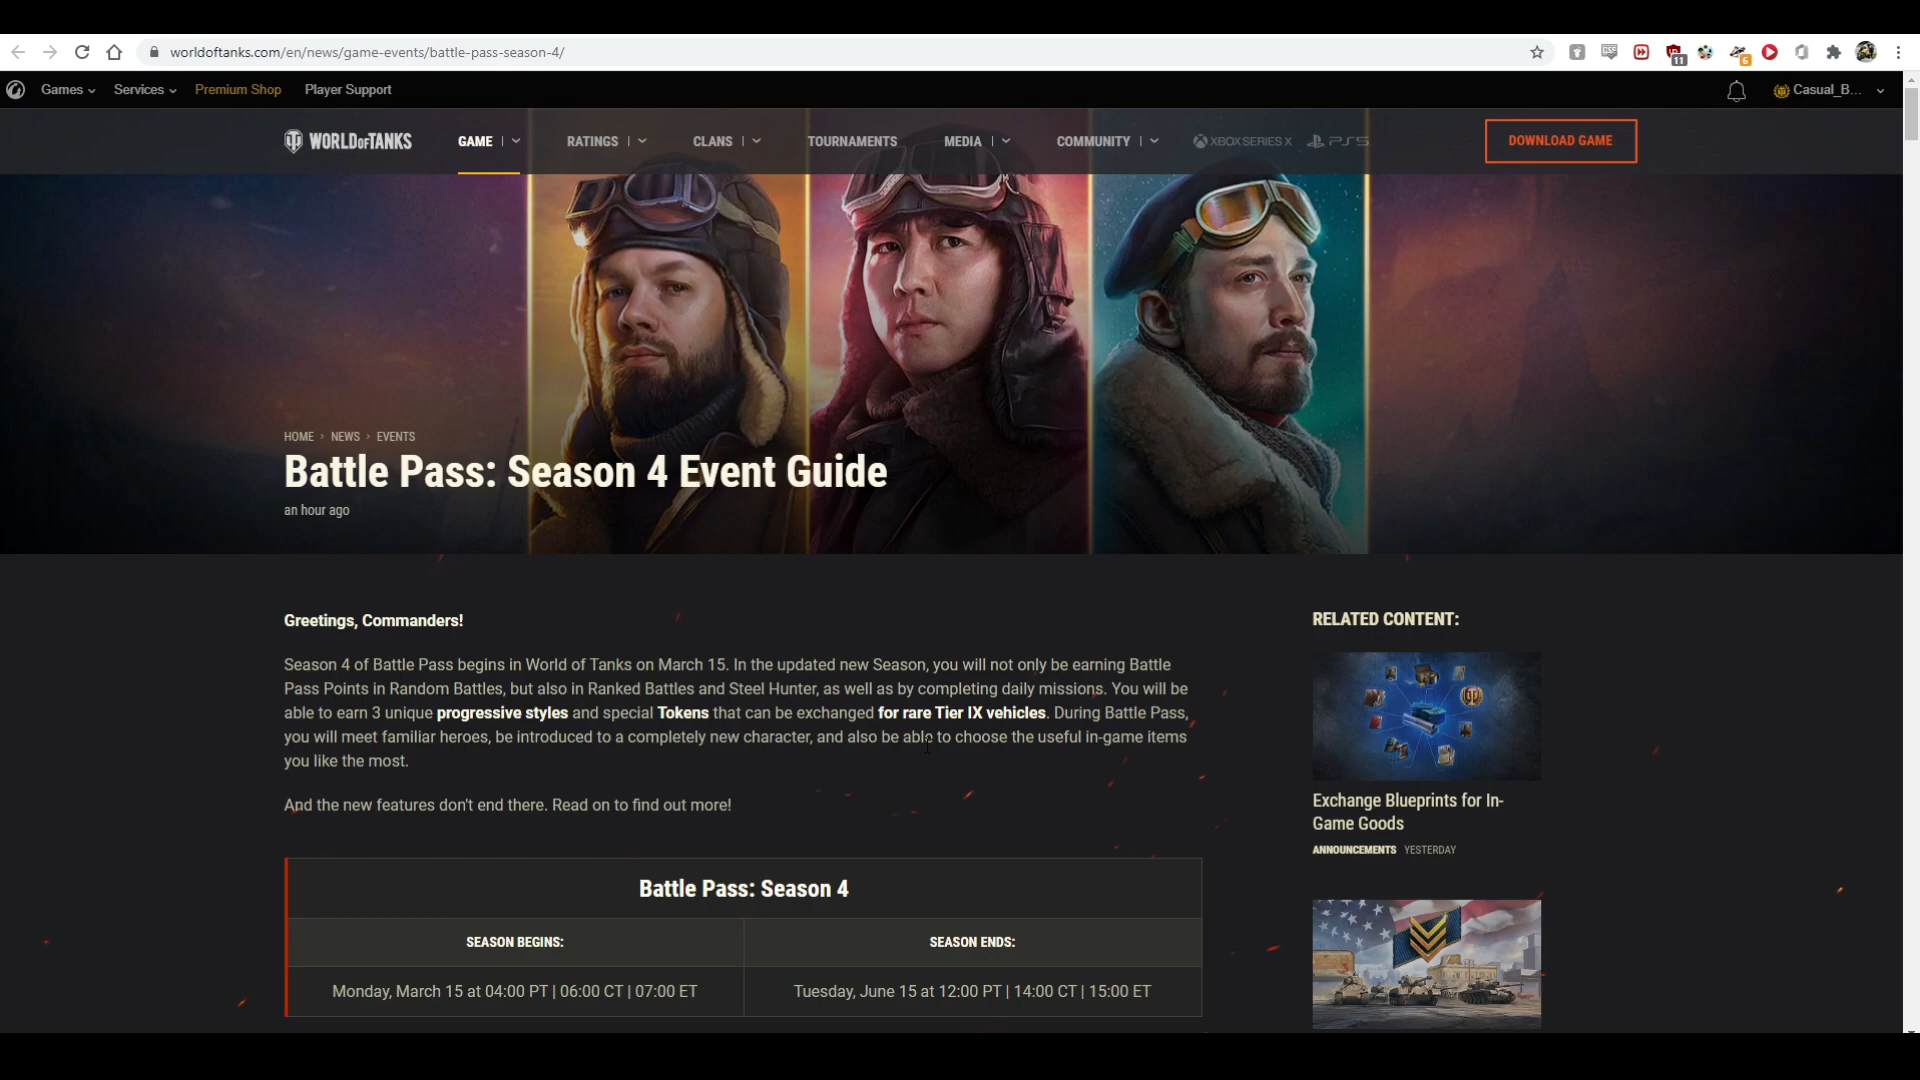 worldoftanks.com/en/news/game-events/battle-pass-season-4/
11
6
Games
Services
Premium Shop
Player Support
Casual_B...
WORLD OF TANKS
GAME
RATINGS
CLANS
TOURNAMENTS
MEDIA
COMMUNITY
XBOX SERIES X
PS5
DOWNLOAD GAME
HOME › NEWS › EVENTS
Battle Pass: Season 4 Event Guide
an hour ago
Greetings, Commanders!
Season 4 of Battle Pass begins in World of Tanks on March 15. In the updated new Season, you will not only be earning Battle
Pass Points in Random Battles, but also in Ranked Battles and Steel Hunter, as well as by completing daily missions. You will be
able to earn 3 unique progressive styles and special Tokens that can be exchanged for rare Tier IX vehicles. During Battle Pass,
you will meet familiar heroes, be introduced to a completely new character, and also be able to choose the useful in-game items
you like the most.
And the new features don't end there. Read on to find out more!
Battle Pass: Season 4
SEASON BEGINS:
SEASON ENDS:
Monday, March 15 at 04:00 PT | 06:00 CT | 07:00 ET
Tuesday, June 15 at 12:00 PT | 14:00 CT | 15:00 ET
RELATED CONTENT:
Exchange Blueprints for In-
Game Goods
ANNOUNCEMENTS YESTERDAY